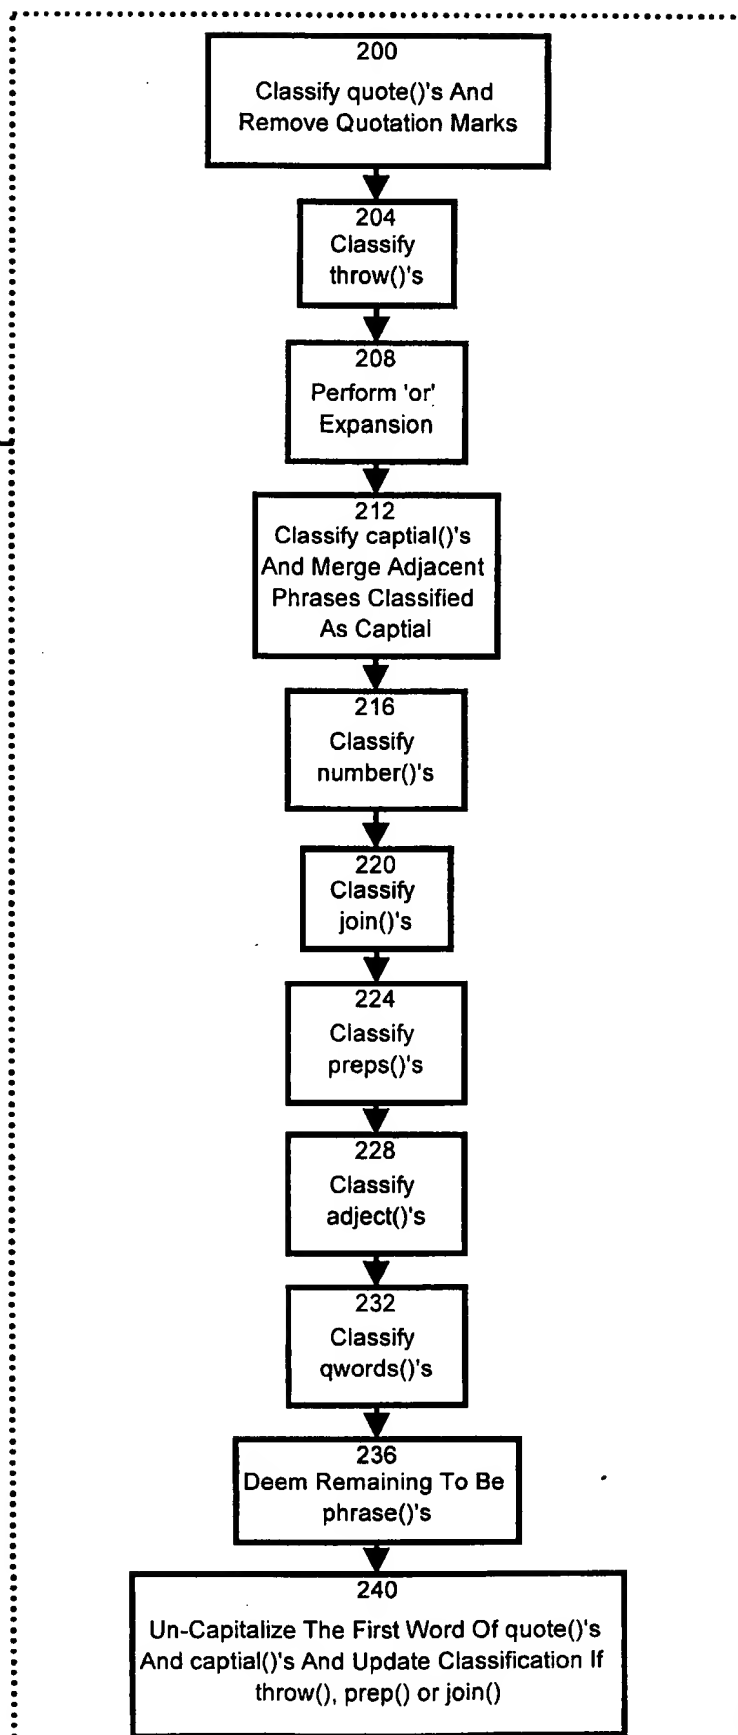 200
Classify quote()'s And
Remove Quotation Marks
204
Classify
throw()'s
208
Perform 'or'
Expansion
212
Classify captial()'s
And Merge Adjacent
Phrases Classified
As Captial
216
Classify
number()'s
220
Classify
join()'s
224
Classify
preps()'s
228
Classify
adject()'s
232
Classify
qwords()'s
236
Deem Remaining To Be
phrase()'s
240
Un-Capitalize The First Word Of quote()'s
And captial()'s And Update Classification If
throw(), prep() or join()